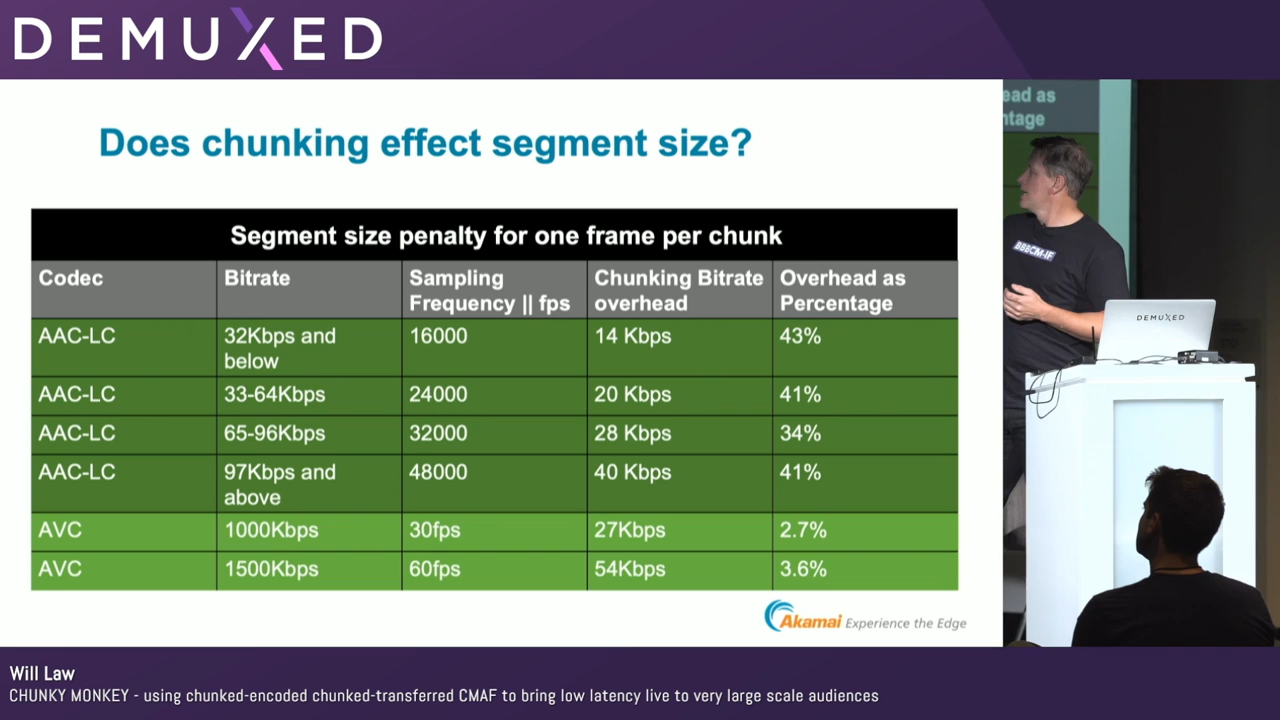 DEMUXED
Does chunking effect segment size?
Segment size penalty for one frame per chunk
Codec
Bitrate
Sampling
Frequency || fps
Chunking Bitrate
overhead
Overhead as
Percentage
AAC-LC
32Kbps and
below
16000
14 Kbps
43%
AAC-LC
33-64Kbps
24000
20 Kbps
41%
AAC-LC
65-96Kbps
32000
28 Kbps
34%
AAC-LC
97Kbps and
above
48000
40 Kbps
41%
AVC
1000Kbps
30fps
27Kbps
2.7%
AVC
1500Kbps
60fps
54Kbps
3.6%
Akamai Experience the Edge
ead as
ntage
BBBCM-IF
DEMUXED
Will Law
CHUNKY MONKEY - using chunked-encoded chunked-transferred CMAF to bring low latency live to very large scale audiences